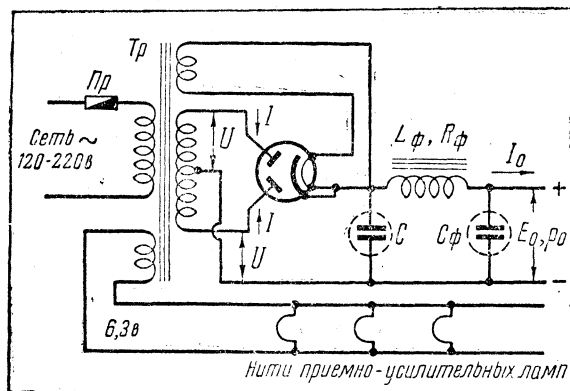 Тр
Пр
Сеть ~
120-220в
U
I
I
U
Lф, Rф
I₀
+
C
Cф
E₀, p₀
−
6,3в
Нити приемно-усилительных ламп